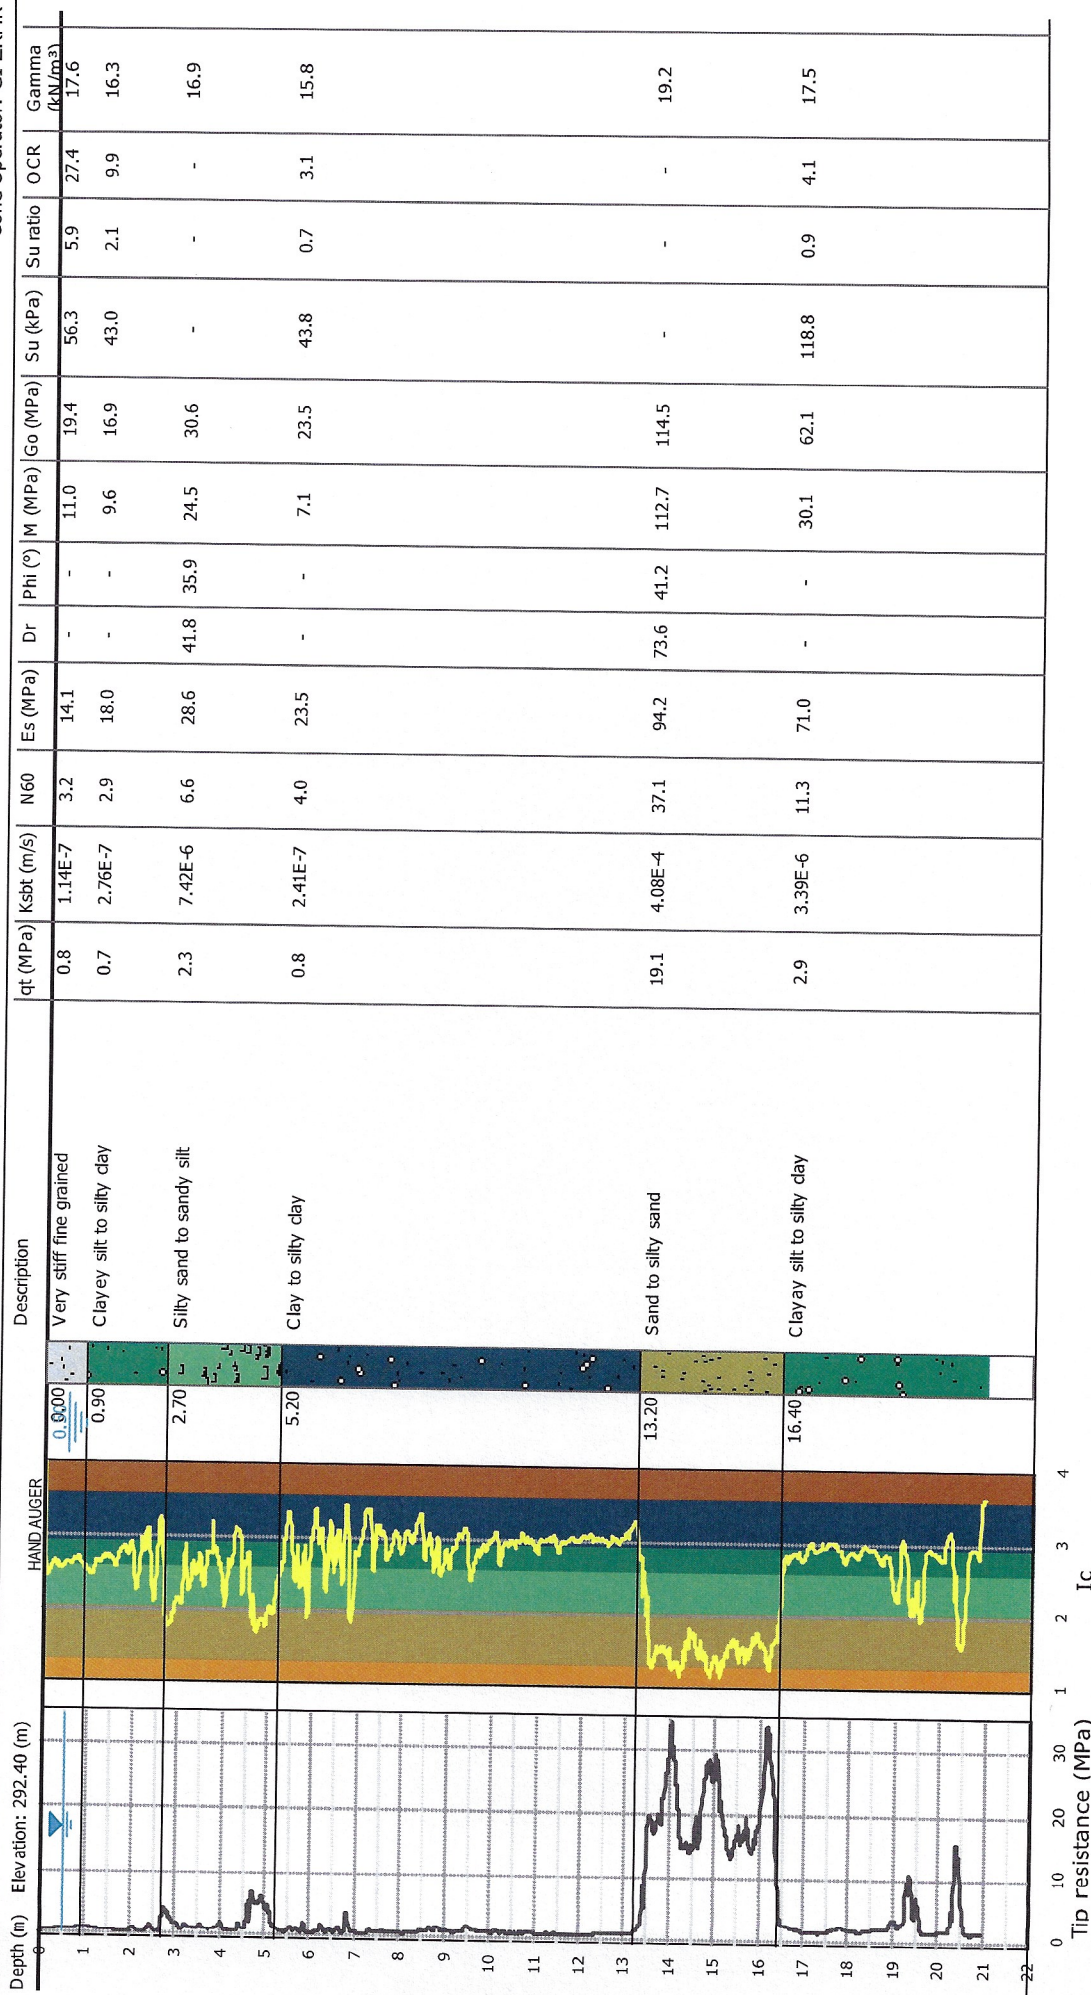 Depth (m) Elevation: 292.40 (m) HAND AUGER Description qt (MPa) Ksbt (m/s) N60 Es (MPa) Dr Phi (°) M (MPa) Go (MPa) Su (kPa) Su ratio OCR Gamma (kN/m³)
0.00 Very stiff fine grained 0.8 1.14E-7 3.2 14.1 - - 11.0 19.4 56.3 5.9 27.4 17.6
0.90 Clayey silt to silty clay 0.7 2.76E-7 2.9 18.0 - - 9.6 16.9 43.0 2.1 9.9 16.3
2.70 Silty sand to sandy silt 2.3 7.42E-6 6.6 28.6 41.8 35.9 24.5 30.6 - - - 16.9
5.20 Clay to silty clay 0.8 2.41E-7 4.0 23.5 - - 7.1 23.5 43.8 0.7 3.1 15.8
13.20 Sand to silty sand 19.1 4.08E-4 37.1 94.2 73.6 41.2 112.7 114.5 - - - 19.2
16.40 Clayay silt to silty clay 2.9 3.39E-6 11.3 71.0 - - 30.1 62.1 118.8 0.9 4.1 17.5
0
1
2
3
4
5
6
7
8
9
10
11
12
13
14
15
16
17
18
19
20
21
22
0 10 20 30 1 2 3 4
Tip resistance (MPa) Ic